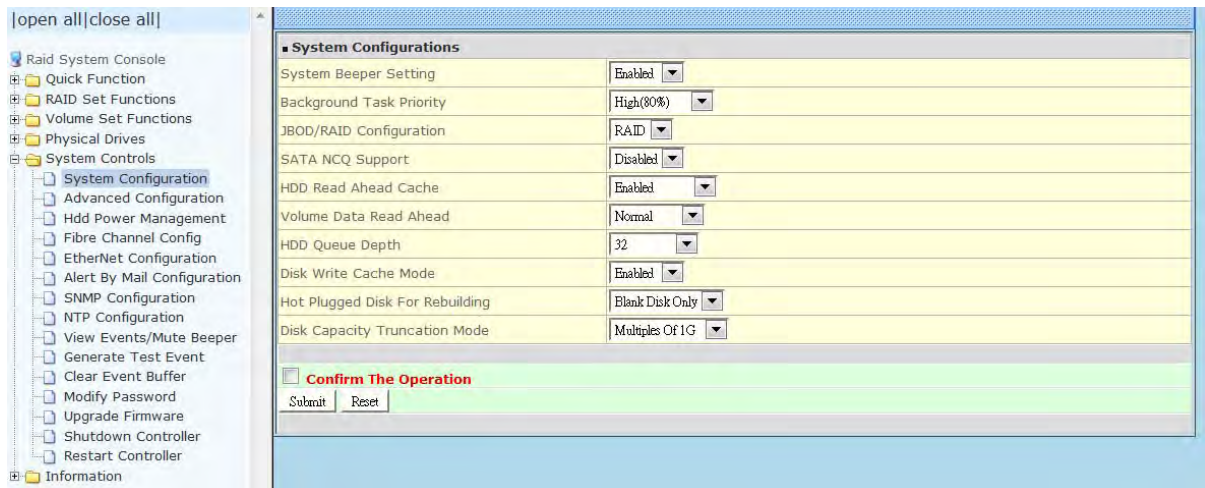 |open all|close all|
Raid System Console
Quick Function
RAID Set Functions
Volume Set Functions
Physical Drives
System Controls
System Configuration
Advanced Configuration
Hdd Power Management
Fibre Channel Config
EtherNet Configuration
Alert By Mail Configuration
SNMP Configuration
NTP Configuration
View Events/Mute Beeper
Generate Test Event
Clear Event Buffer
Modify Password
Upgrade Firmware
Shutdown Controller
Restart Controller
Information
System Configurations
System Beeper Setting Enabled
Background Task Priority High(80%)
JBOD/RAID Configuration RAID
SATA NCQ Support Disabled
HDD Read Ahead Cache Enabled
Volume Data Read Ahead Normal
HDD Queue Depth 32
Disk Write Cache Mode Enabled
Hot Plugged Disk For Rebuilding Blank Disk Only
Disk Capacity Truncation Mode Multiples Of 1G
Confirm The Operation
Submit Reset